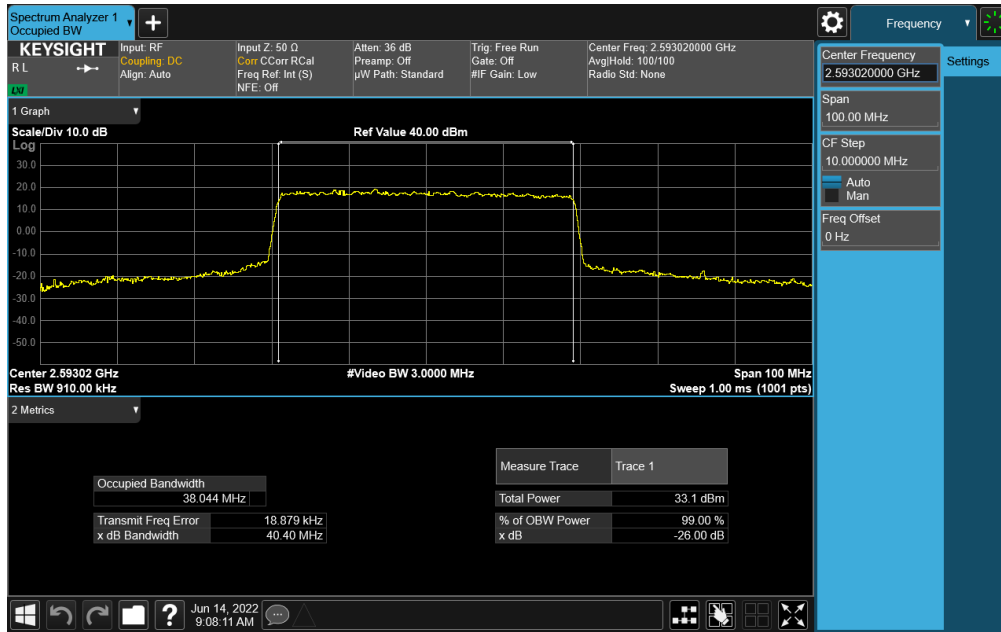 Spectrum Analyzer 1
Occupied BW
Frequency
KEYSIGHT
RL
LXI
Input: RF
Coupling: DC
Align: Auto
Input Z: 50 Ω
Corr CCorr RCal
Freq Ref: Int (S)
NFE: Off
Atten: 36 dB
Preamp: Off
µW Path: Standard
Trig: Free Run
Gate: Off
#IF Gain: Low
Center Freq: 2.593020000 GHz
Avg|Hold: 100/100
Radio Std: None
Center Frequency
2.593020000 GHz
Settings
Span
100.00 MHz
CF Step
10.000000 MHz
Auto
Man
Freq Offset
0 Hz
1 Graph
Scale/Div 10.0 dB
Ref Value 40.00 dBm
Log
30.0
20.0
10.0
0.00
-10.0
-20.0
-30.0
-40.0
-50.0
Center 2.59302 GHz
#Video BW 3.0000 MHz
Span 100 MHz
Res BW 910.00 kHz
Sweep 1.00 ms (1001 pts)
2 Metrics
Measure Trace
Trace 1
Occupied Bandwidth
38.044 MHz
Total Power
33.1 dBm
Transmit Freq Error
18.879 kHz
% of OBW Power
99.00 %
x dB Bandwidth
40.40 MHz
x dB
-26.00 dB
?
Jun 14, 2022
9:08:11 AM